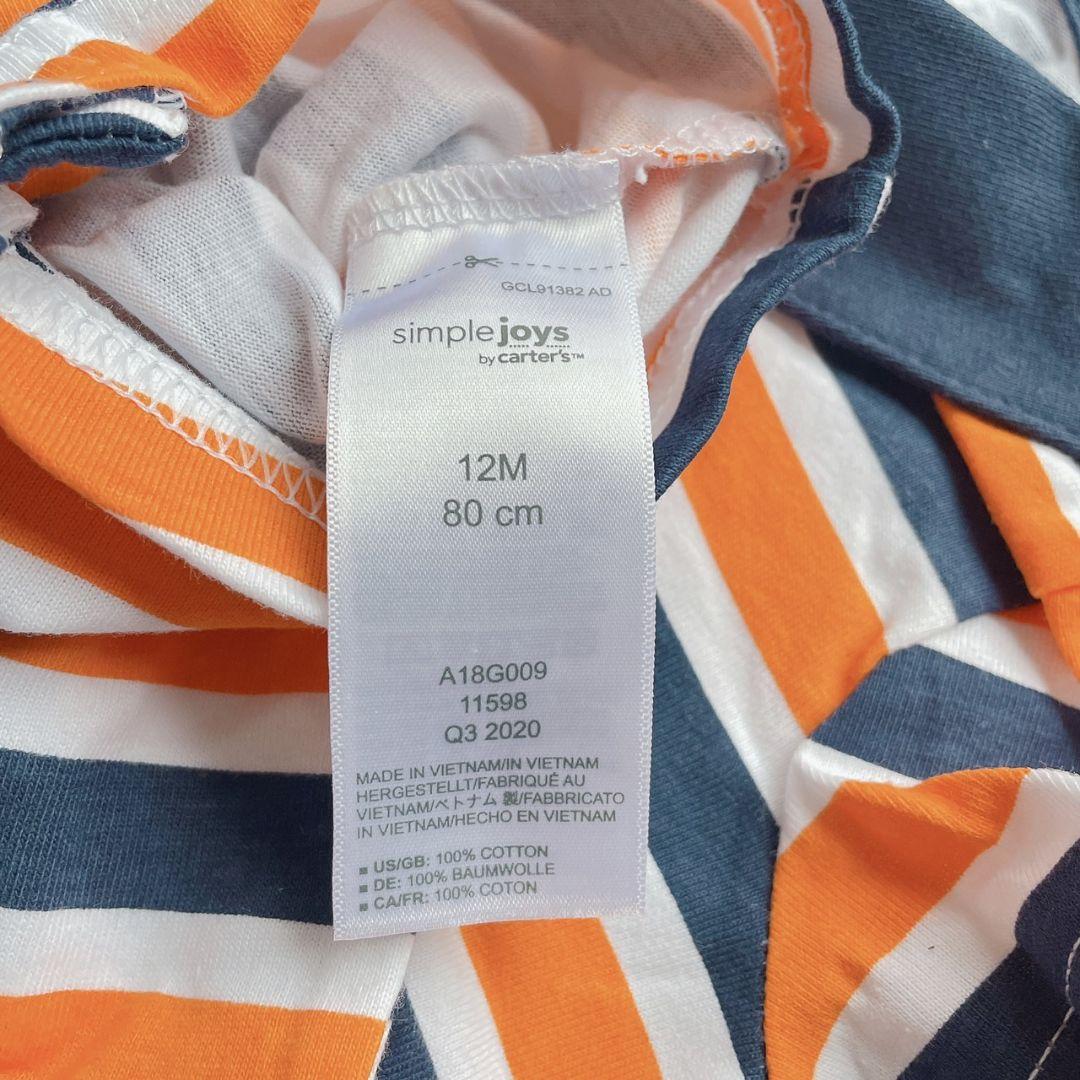 GCL91382 AD
simple joys
by carter's™
12M
80 cm
A18G009
11598
Q3 2020
MADE IN VIETNAM/IN VIETNAM
HERGESTELLT/FABRIQUÉ AU
VIETNAM/ベトナム 製/FABBRICATO
IN VIETNAM/HECHO EN VIETNAM
▪ US/GB: 100% COTTON
▪ DE: 100% BAUMWOLLE
▪ CA/FR: 100% COTON